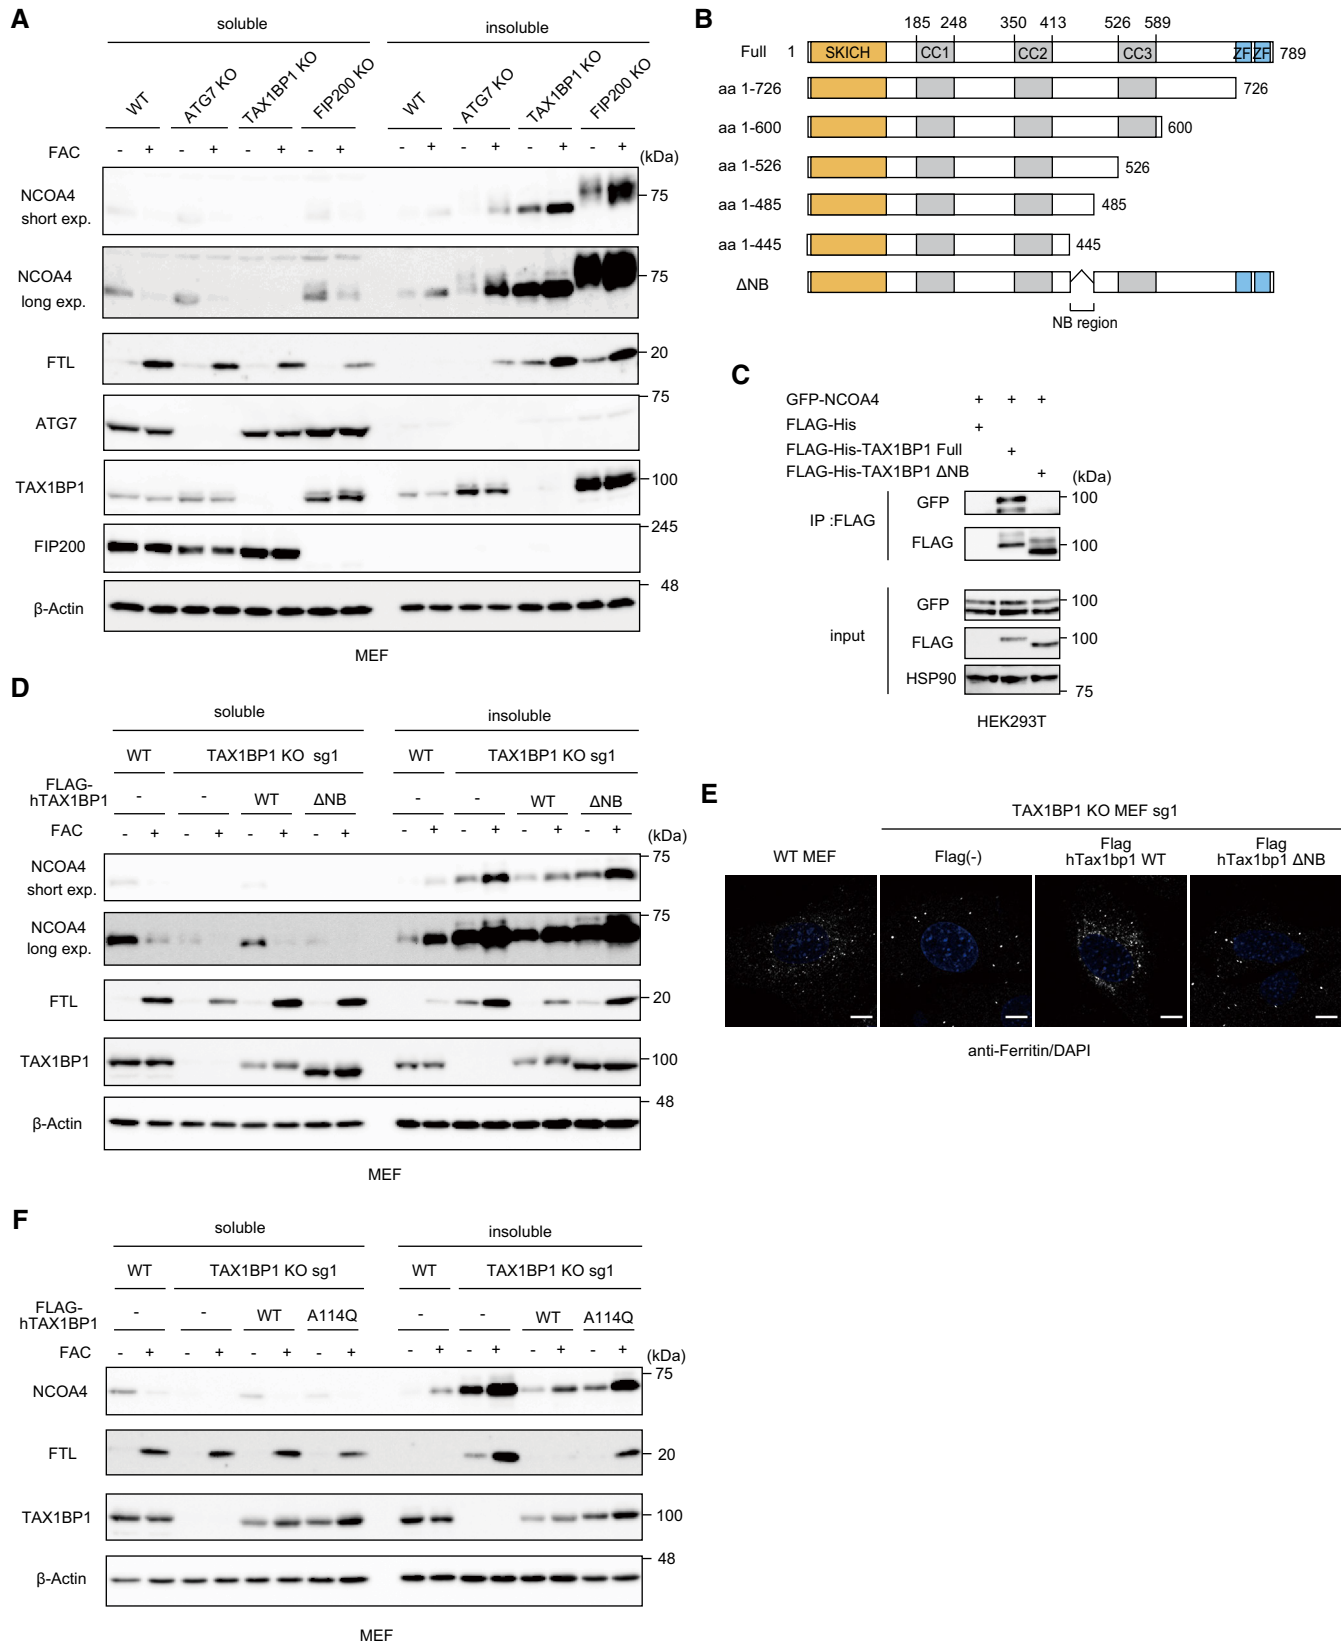 A
soluble insoluble
WT ATG7 KO TAX1BP1 KO FIP200 KO WT ATG7 KO TAX1BP1 KO FIP200 KO
FAC - + - + - + - + - + - + - + - +
(kDa)
NCOA4 short exp. 75
NCOA4 long exp. 75
FTL 20
ATG7 75
TAX1BP1 100
FIP200 245
β-Actin 48
MEF
B
185 248 350 413 526 589
Full 1 SKICH CC1 CC2 CC3 ZF ZF 789
aa 1-726 726
aa 1-600 600
aa 1-526 526
aa 1-485 485
aa 1-445 445
ΔNB
NB region
C
GFP-NCOA4 + + +
FLAG-His +
FLAG-His-TAX1BP1 Full +
FLAG-His-TAX1BP1 ΔNB +
(kDa)
IP :FLAG
GFP 100
FLAG 100
input
GFP 100
FLAG 100
HSP90 75
HEK293T
D
soluble insoluble
WT TAX1BP1 KO sg1 WT TAX1BP1 KO sg1
FLAG-hTAX1BP1 - - WT ΔNB - - WT ΔNB
FAC - + - + - + - + - + - + - + - +
(kDa)
NCOA4 short exp. 75
NCOA4 long exp. 75
FTL 20
TAX1BP1 100
β-Actin 48
MEF
E
TAX1BP1 KO MEF sg1
WT MEF Flag(-) Flag hTax1bp1 WT Flag hTax1bp1 ΔNB
anti-Ferritin/DAPI
F
soluble insoluble
WT TAX1BP1 KO sg1 WT TAX1BP1 KO sg1
FLAG-hTAX1BP1 - - WT A114Q - - WT A114Q
FAC - + - + - + - + - + - + - + - +
(kDa)
NCOA4 75
FTL 20
TAX1BP1 100
β-Actin 48
MEF